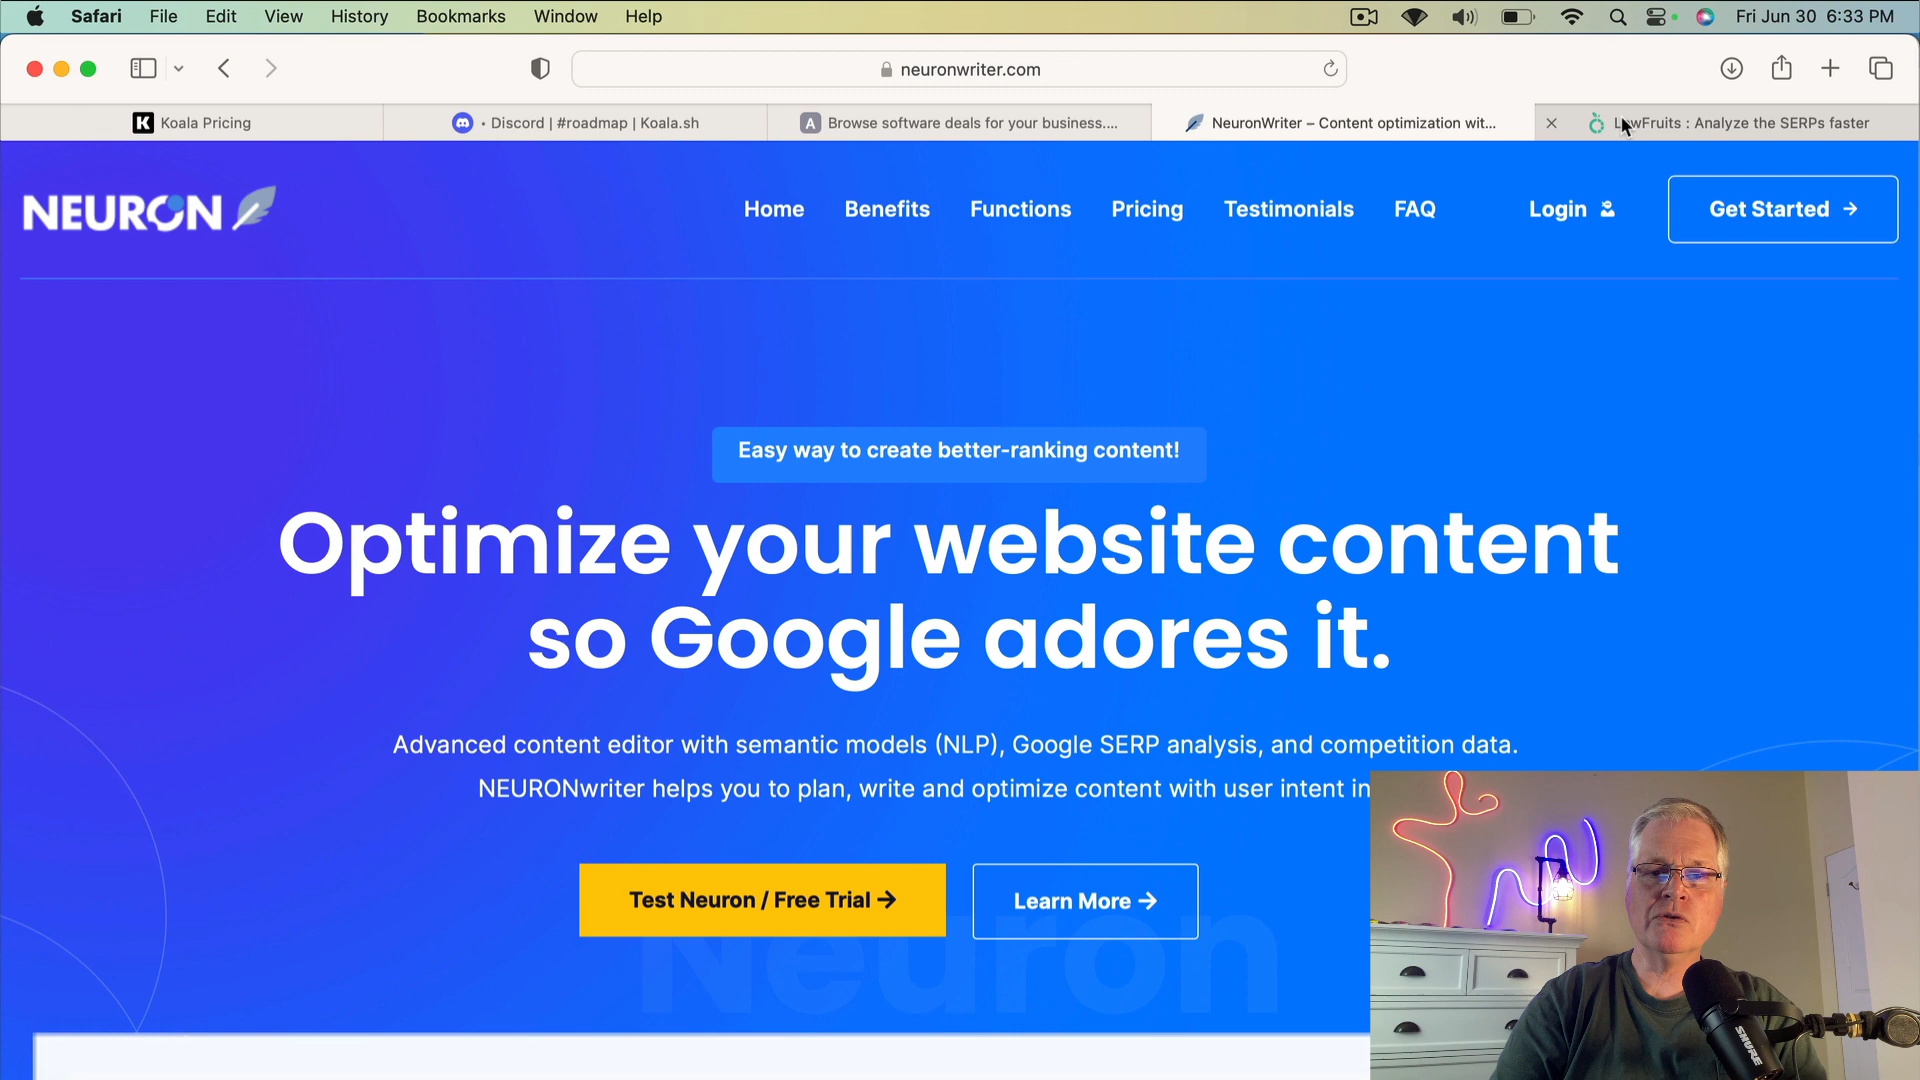 Safari File Edit View History Bookmarks Window Help Fri Jun 30 6:33 PM
neuronwriter.com
K Koala Pricing
• Discord | #roadmap | Koala.sh
A Browse software deals for your business....
NeuronWriter – Content optimization wit...
LowFruits : Analyze the SERPs faster
NEURON
Home Benefits Functions Pricing Testimonials FAQ Login Get Started →
Easy way to create better-ranking content!
Optimize your website content
so Google adores it.
Advanced content editor with semantic models (NLP), Google SERP analysis, and competition data.
NEURONwriter helps you to plan, write and optimize content with user intent in
Test Neuron / Free Trial →
Learn More →
Neuron
SHURE